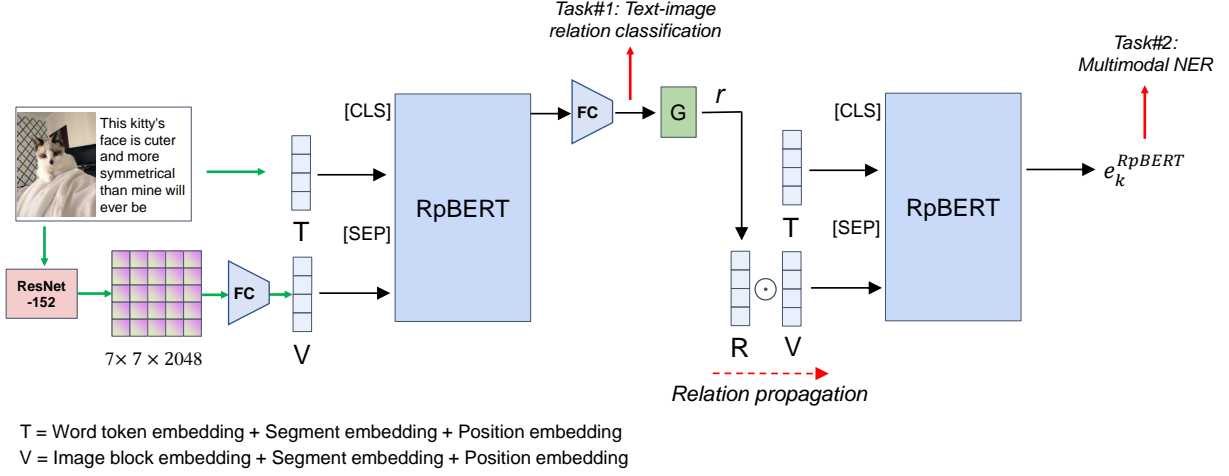 Task#1: Text-image
relation classification
Task#2:
Multimodal NER
This kitty's
face is cuter
and more
symmetrical
than mine will
ever be
[CLS]
FC
G
r
[CLS]
T
RpBERT
T
RpBERT
e_k^{RpBERT}
[SEP]
[SEP]
ResNet
-152
FC
7× 7 × 2048
V
R
⊙
V
Relation propagation
T = Word token embedding + Segment embedding + Position embedding
V = Image block embedding + Segment embedding + Position embedding